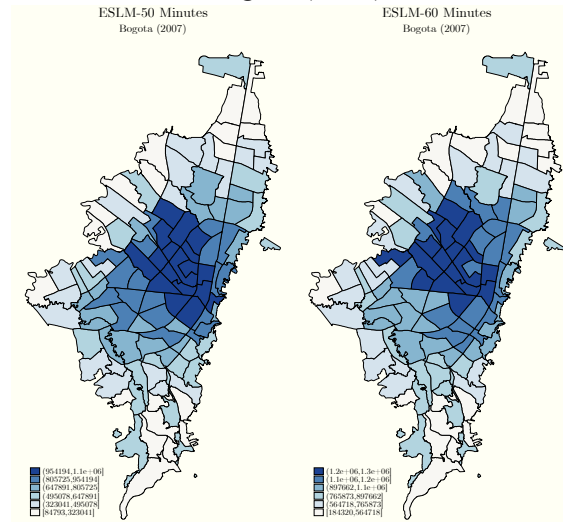 ESLM-50 Minutes
Bogota (2007)
(954194,1.1e+06]
(805725,954194]
(647891,805725]
(495078,647891]
(323041,495078]
[84793,323041]
ESLM-60 Minutes
Bogota (2007)
(1.2e+06,1.3e+06]
(1.1e+06,1.2e+06]
(897662,1.1e+06]
(765873,897662]
(564718,765873]
[184320,564718]